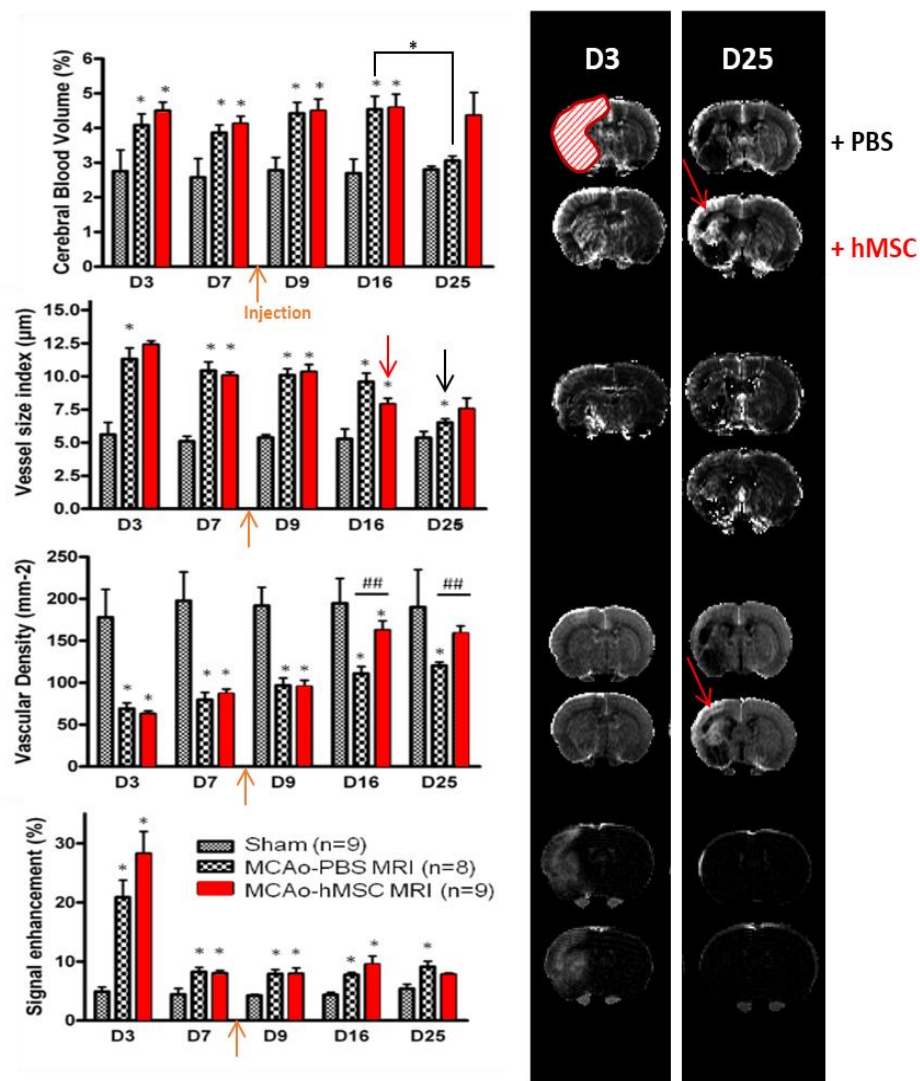 Cerebral Blood Volume (%)
6
5
4
3
2
1
0
*
* * * * * * * *
D3 D7 D9 D16 D25
Injection
Vessel size index (µm)
15.0
12.5
10.0
7.5
5.0
2.5
0.0
* * * * * * * *
D3 D7 D9 D16 D25
Vascular Density (mm-2)
250
200
150
100
50
0
## ##
* * * * * * * * *
D3 D7 D9 D16 D25
Signal enhancement (%)
30
20
10
0
Sham (n=9)
MCAo-PBS MRI (n=8)
MCAo-hMSC MRI (n=9)
* * * * * * * * *
D3 D7 D9 D16 D25
D3 D25
+ PBS
+ hMSC